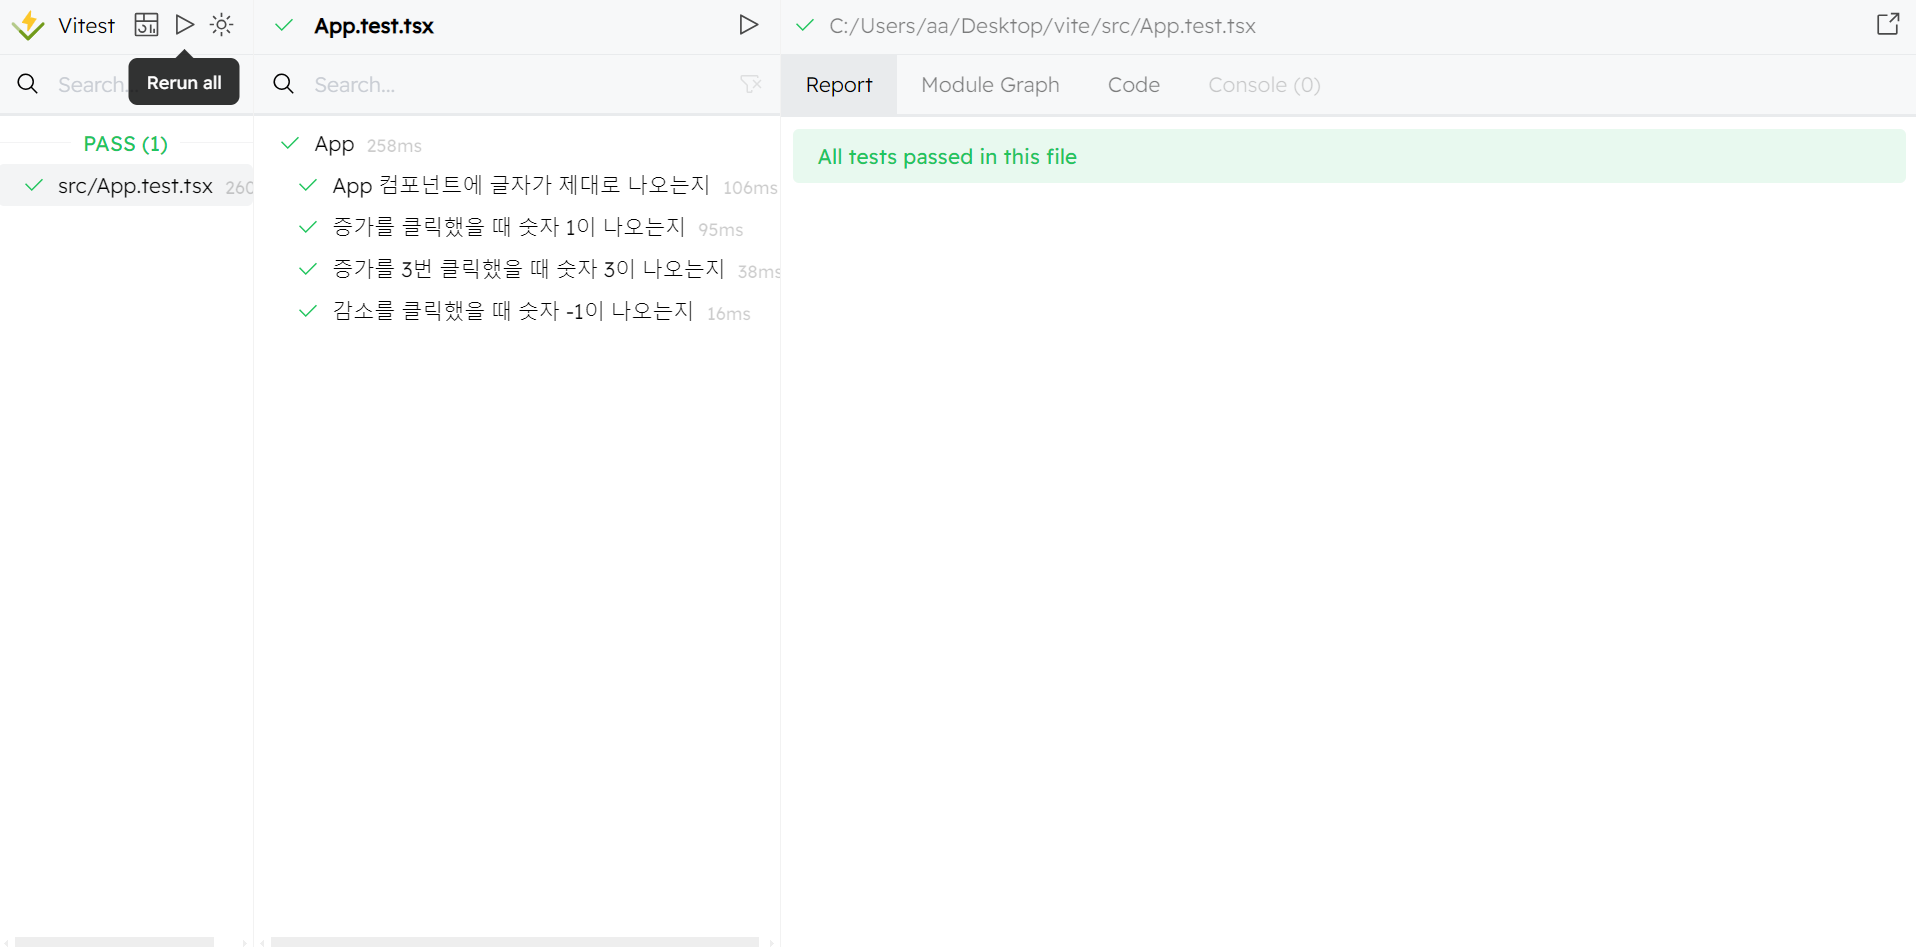 Vitest
Search
Rerun all
PASS (1)
src/App.test.tsx 260
App.test.tsx
Search...
App 258ms
App 컴포넌트에 글자가 제대로 나오는지 106ms
증가를 클릭했을 때 숫자 1이 나오는지 95ms
증가를 3번 클릭했을 때 숫자 3이 나오는지 38ms
감소를 클릭했을 때 숫자 -1이 나오는지 16ms
C:/Users/aa/Desktop/vite/src/App.test.tsx
Report Module Graph Code Console (0)
All tests passed in this file